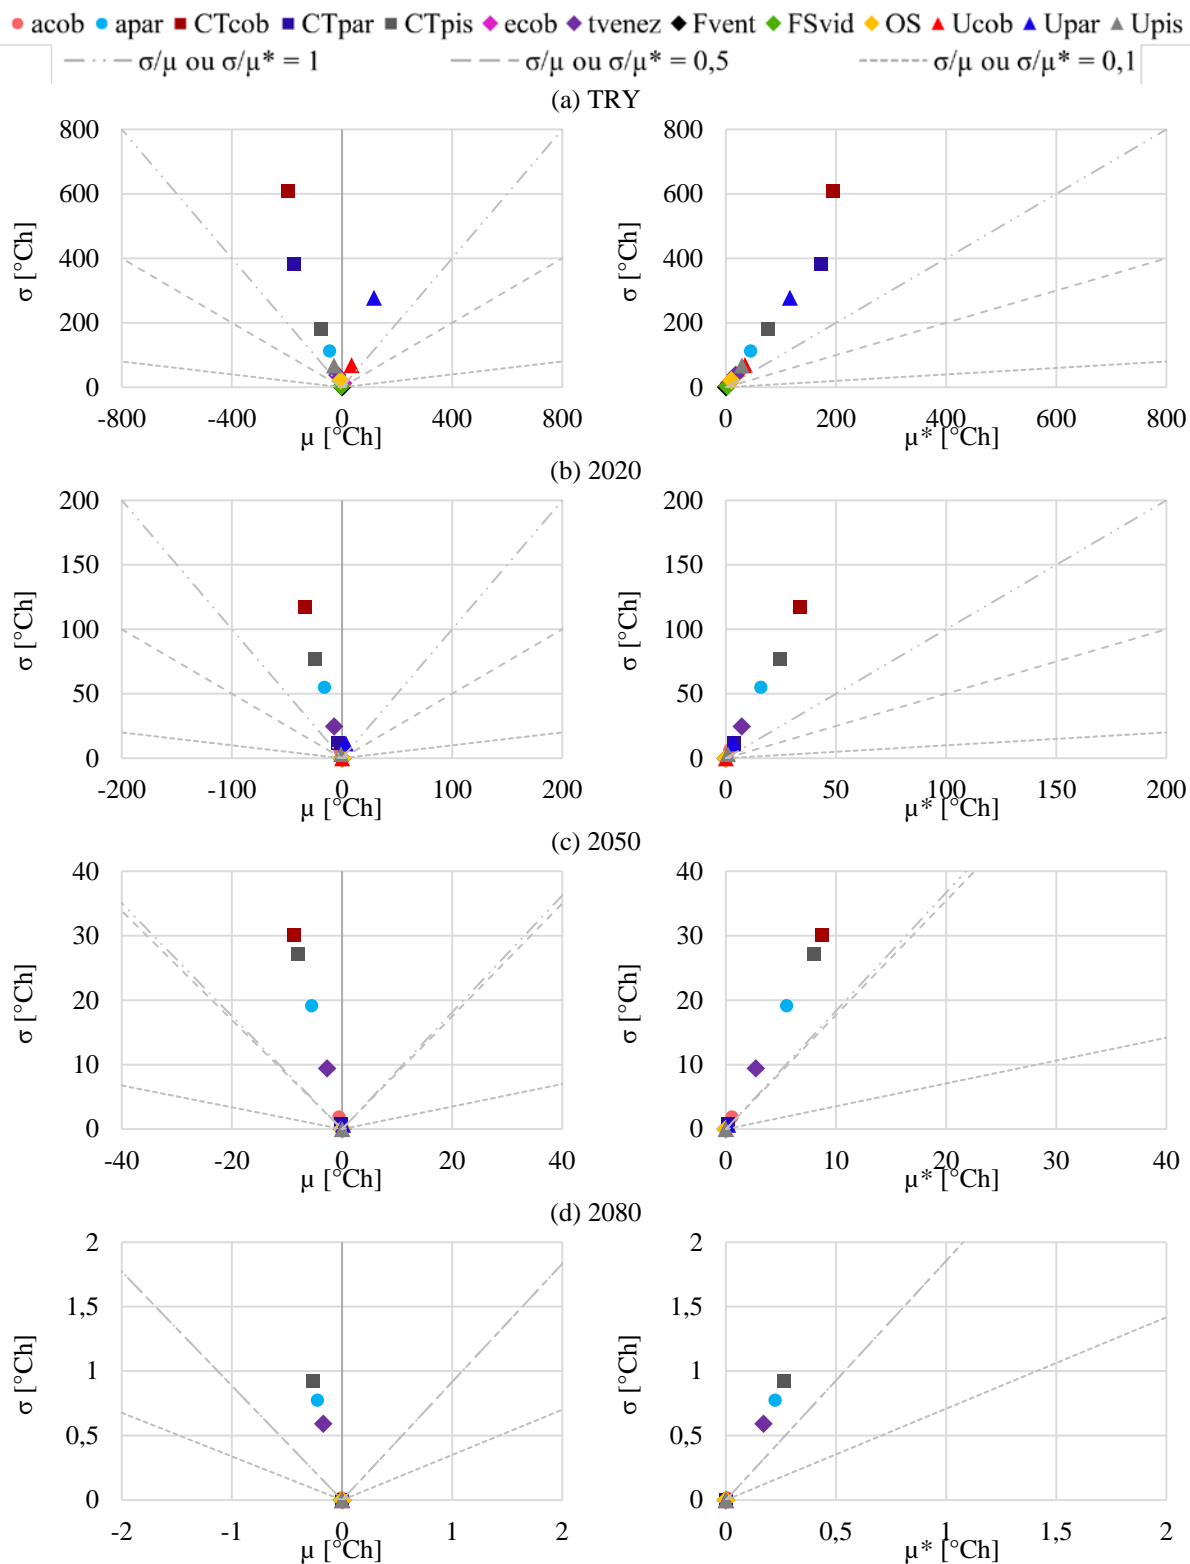 acob apar CTcob CTpar CTpis ecob tvenez Fvent FSvid OS Ucob Upar Upis
σ/μ ou σ/μ* = 1 σ/μ ou σ/μ* = 0,5 σ/μ ou σ/μ* = 0,1
(a) TRY
800 800
600 600
400 400
200 200
0 0
σ [°Ch] σ [°Ch]
-800 -400 0 400 800 0 200 400 600 800
μ [°Ch] μ* [°Ch]
(b) 2020
200 200
150 150
100 100
50 50
0 0
σ [°Ch] σ [°Ch]
-200 -100 0 100 200 0 50 100 150 200
μ [°Ch] μ* [°Ch]
(c) 2050
40 40
30 30
20 20
10 10
0 0
σ [°Ch] σ [°Ch]
-40 -20 0 20 40 0 10 20 30 40
μ [°Ch] μ* [°Ch]
(d) 2080
2 2
1,5 1,5
1 1
0,5 0,5
0 0
σ [°Ch] σ [°Ch]
-2 -1 0 1 2 0 0,5 1 1,5 2
μ [°Ch] μ* [°Ch]